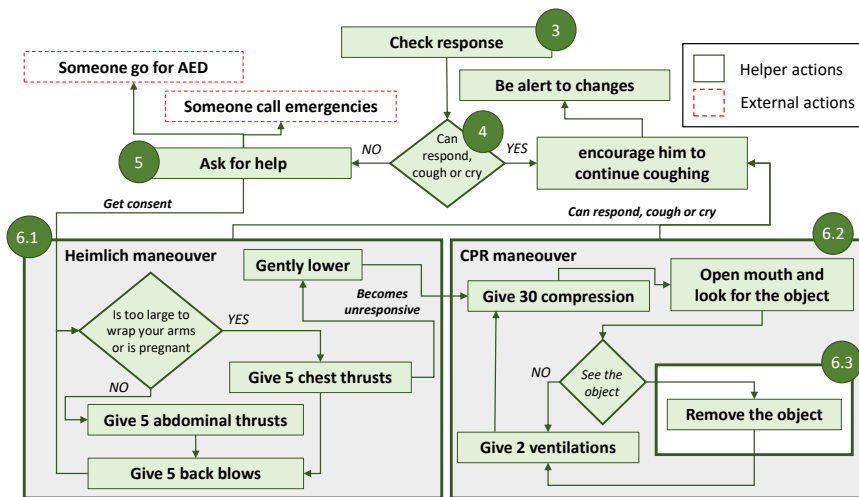 3
Check response
Someone go for AED
Someone call emergencies
Be alert to changes
Helper actions
External actions
4
Can
respond,
cough or cry
NO
YES
5
Ask for help
encourage him to
continue coughing
Get consent
Can respond, cough or cry
6.1
Heimlich maneouver
Gently lower
Becomes
unresponsive
Is too large to
wrap your arms
or is pregnant
YES
NO
Give 5 chest thrusts
Give 5 abdominal thrusts
Give 5 back blows
6.2
CPR maneouver
Give 30 compression
Open mouth and
look for the object
See the
object
NO
6.3
Remove the object
Give 2 ventilations